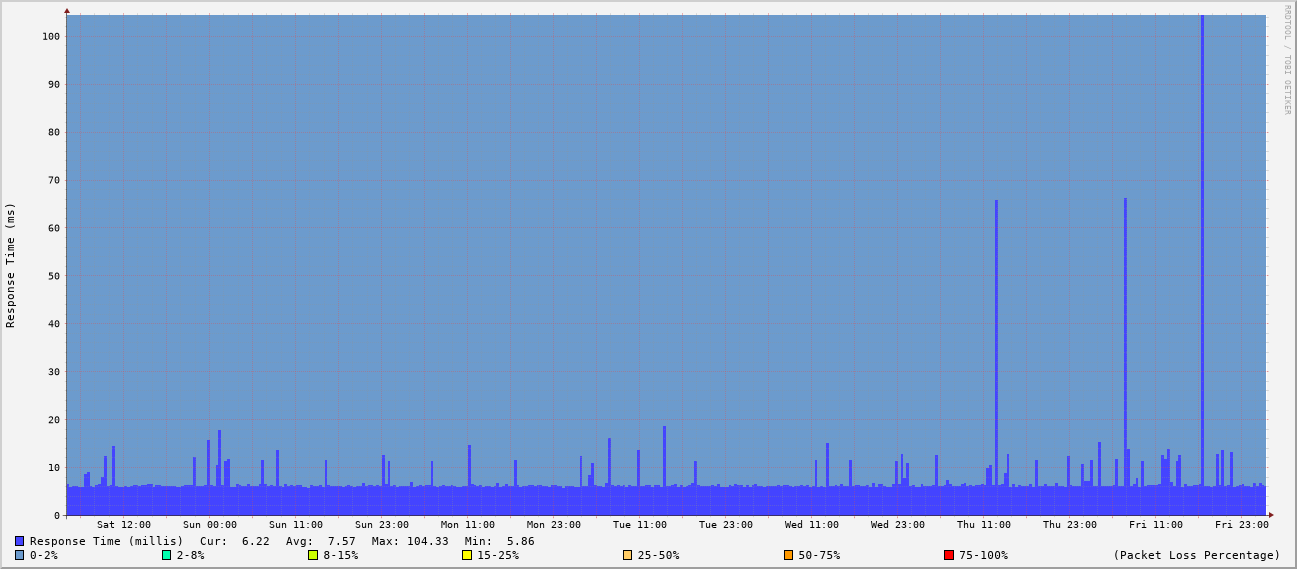 RRDTOOL / TOBI OETIKER
Response Time (ms)
100
90
80
70
60
50
40
30
20
10
0
Sat 12:00 Sun 00:00 Sun 11:00 Sun 23:00 Mon 11:00 Mon 23:00 Tue 11:00 Tue 23:00 Wed 11:00 Wed 23:00 Thu 11:00 Thu 23:00 Fri 11:00 Fri 23:00
Response Time (millis) Cur: 6.22 Avg: 7.57 Max: 104.33 Min: 5.86
0-2% 2-8% 8-15% 15-25% 25-50% 50-75% 75-100% (Packet Loss Percentage)